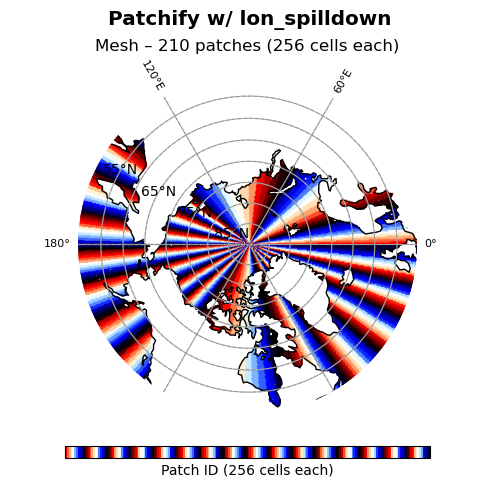 Patchify w/ lon_spilldown
Mesh – 210 patches (256 cells each)
120°E
60°E
65°N
180°
0°
Patch ID (256 cells each)